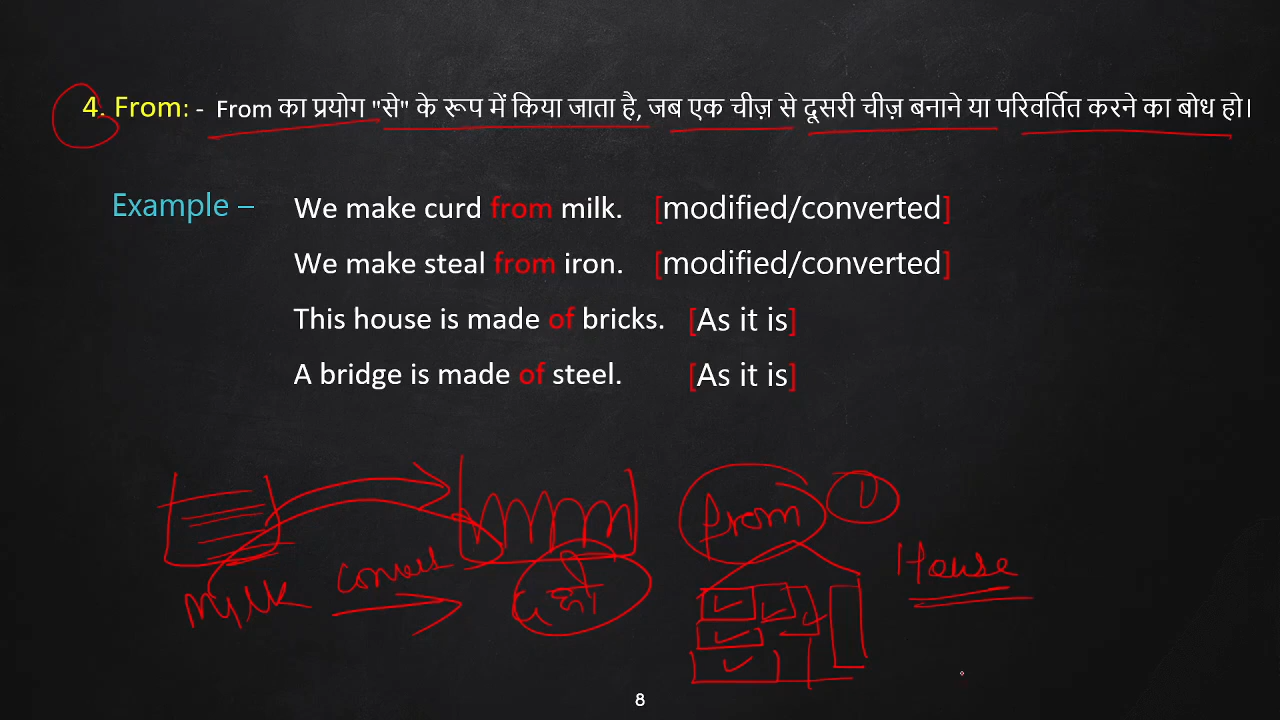 4. From: - From का प्रयोग "से" के रूप में किया जाता है, जब एक चीज़ से दूसरी चीज़ बनाने या परिवर्तित करने का बोध हो।
Example – We make curd from milk. [modified/converted]
We make steal from iron. [modified/converted]
This house is made of bricks. [As it is]
A bridge is made of steel. [As it is]
from
House
convert
Milk
दही
8